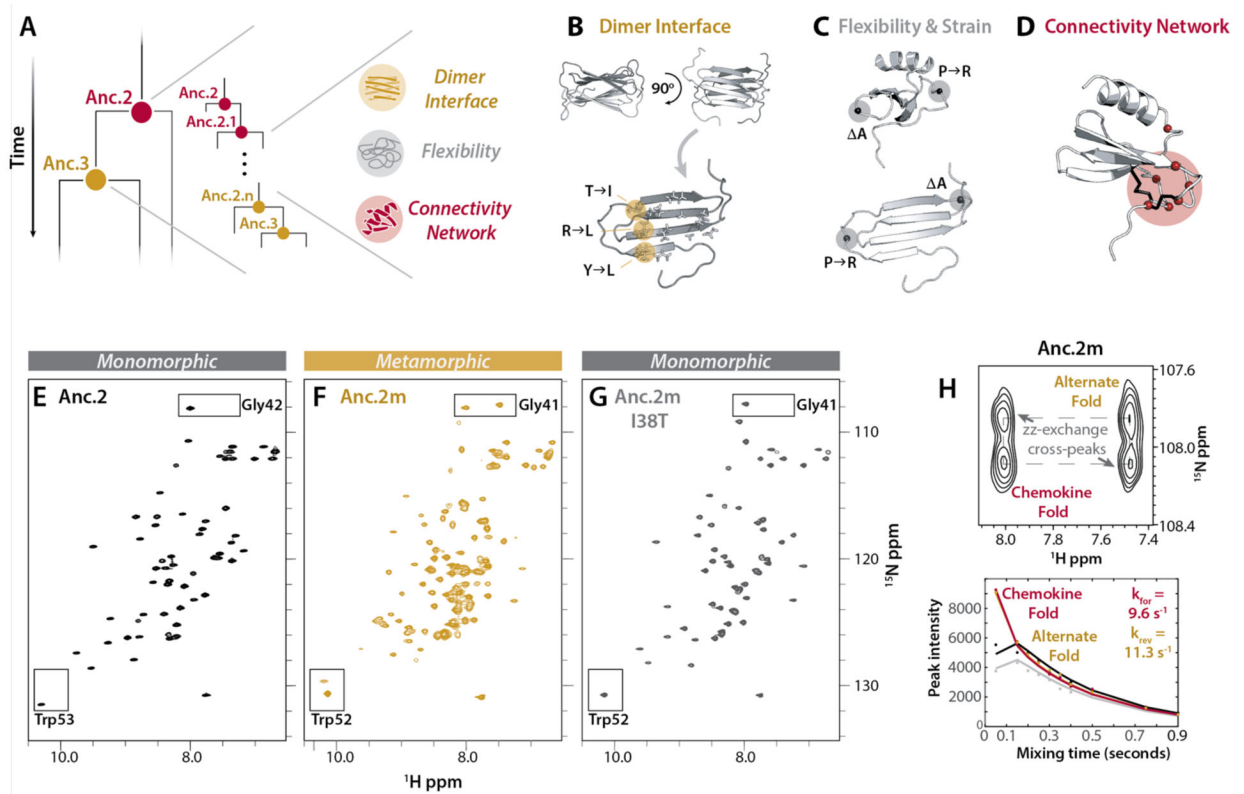 A
Time
Anc.2
Anc.3
Anc.2
Anc.2.1
Anc.2.n
Anc.3
Dimer
Interface
Flexibility
Connectivity
Network
B Dimer Interface
90º
T→I
R→L
Y→L
C Flexibility & Strain
P→R
ΔA
ΔA
P→R
D Connectivity Network
Monomorphic
Metamorphic
Monomorphic
E Anc.2
Gly42
Trp53
10.0
8.0
F Anc.2m
Gly41
Trp52
10.0
8.0
¹H ppm
G Anc.2m
I38T
Gly41
Trp52
10.0
8.0
110
120
130
¹⁵N ppm
H
Anc.2m
Alternate
Fold
zz-exchange
cross-peaks
Chemokine
Fold
107.6
108.0
108.4
¹⁵N ppm
8.0 7.8 7.6 7.4
¹H ppm
Peak intensity
8000
6000
4000
2000
0
Chemokine
Fold
Alternate
Fold
k for =
9.6 s⁻¹
k rev =
11.3 s⁻¹
0 0.1 0.3 0.5 0.7 0.9
Mixing time (seconds)